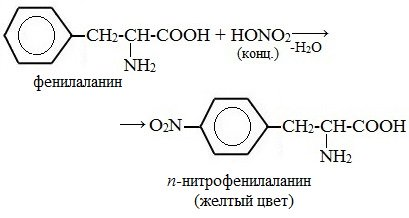 CH2-CH-COOH + HONO2 ⟶
(конц.) -H2O
NH2
фенилаланин
⟶ O2N- -CH2-CH-COOH
NH2
п-нитрофенилаланин
(желтый цвет)